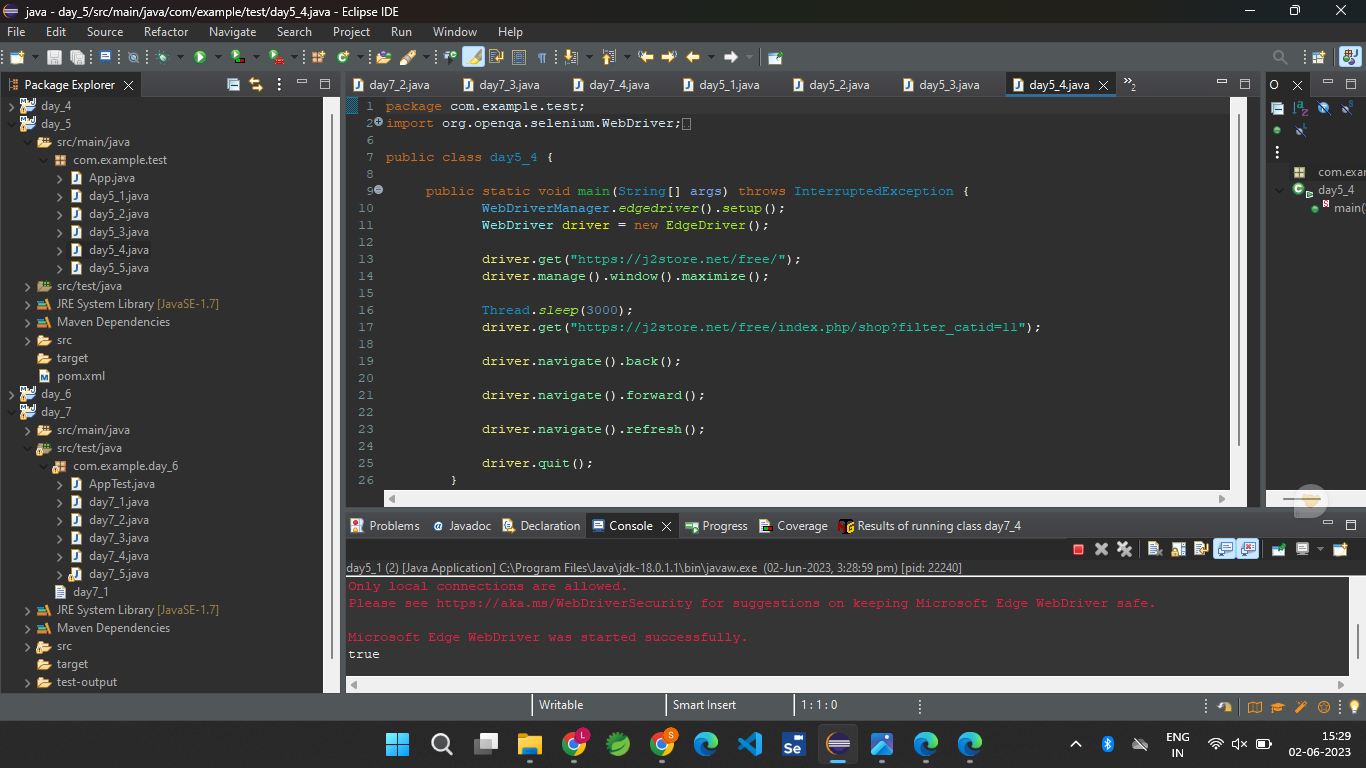 java - day_5/src/main/java/com/example/test/day5_4.java - Eclipse IDE
File Edit Source Refactor Navigate Search Project Run Window Help
Package Explorer
day_4
day_5
src/main/java
com.example.test
App.java
day5_1.java
day5_2.java
day5_3.java
day5_4.java
day5_5.java
src/test/java
JRE System Library [JavaSE-1.7]
Maven Dependencies
src
target
pom.xml
day_6
day_7
src/main/java
src/test/java
com.example.day_6
AppTest.java
day7_1.java
day7_2.java
day7_3.java
day7_4.java
day7_5.java
day7_1
JRE System Library [JavaSE-1.7]
Maven Dependencies
src
target
test-output
day7_2.java day7_3.java day7_4.java day5_1.java day5_2.java day5_3.java day5_4.java »2
1 package com.example.test;
2 import org.openqa.selenium.WebDriver;
6
7 public class day5_4 {
8
9 public static void main(String[] args) throws InterruptedException {
10 WebDriverManager.edgedriver().setup();
11 WebDriver driver = new EdgeDriver();
12
13 driver.get("https://j2store.net/free/");
14 driver.manage().window().maximize();
15
16 Thread.sleep(3000);
17 driver.get("https://j2store.net/free/index.php/shop?filter_catid=11");
18
19 driver.navigate().back();
20
21 driver.navigate().forward();
22
23 driver.navigate().refresh();
24
25 driver.quit();
26 }
O
com.exar
day5_4
main(
Problems Javadoc Declaration Console Progress Coverage Results of running class day7_4
day5_1 (2) [Java Application] C:\Program Files\Java\jdk-18.0.1.1\bin\javaw.exe (02-Jun-2023, 3:28:59 pm) [pid: 22240]
Only local connections are allowed.
Please see https://aka.ms/WebDriverSecurity for suggestions on keeping Microsoft Edge WebDriver safe.
Microsoft Edge WebDriver was started successfully.
true
Writable Smart Insert 1 : 1 : 0
L
S
Se
ENG
IN
15:29
02-06-2023